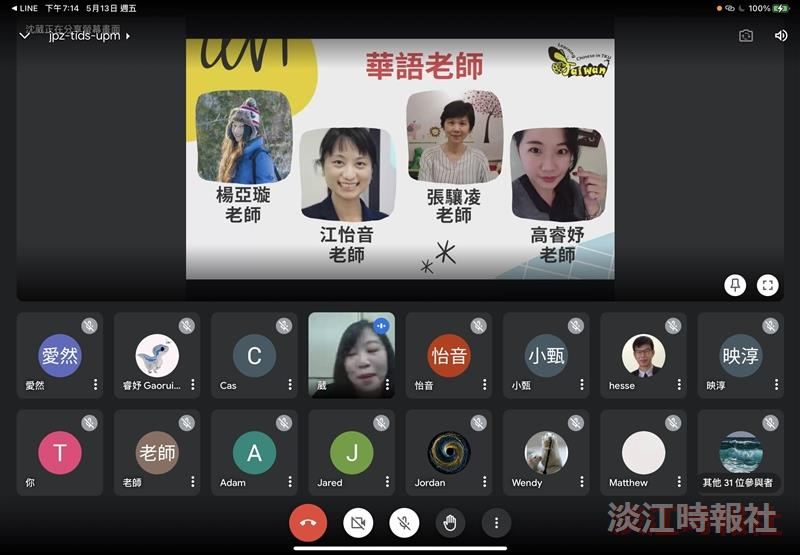 LINE 下午7:14 5月13日 週五
100%
沈葳正在分享螢幕畫面
jpz-tids-upm
華語老師
Learning Chinese in TKU
Taiwan
楊亞璇
老師
江怡音
老師
張驤凌
老師
高睿妤
老師
愛然
愛然
睿妤 Gaorui...
C
Cas
葳
怡音
怡音
小甄
小甄
hesse
映淳
映淳
T
你
老師
老師
A
Adam
J
Jared
Jordan
Wendy
Matthew
其他 31 位參與者
淡江時報社